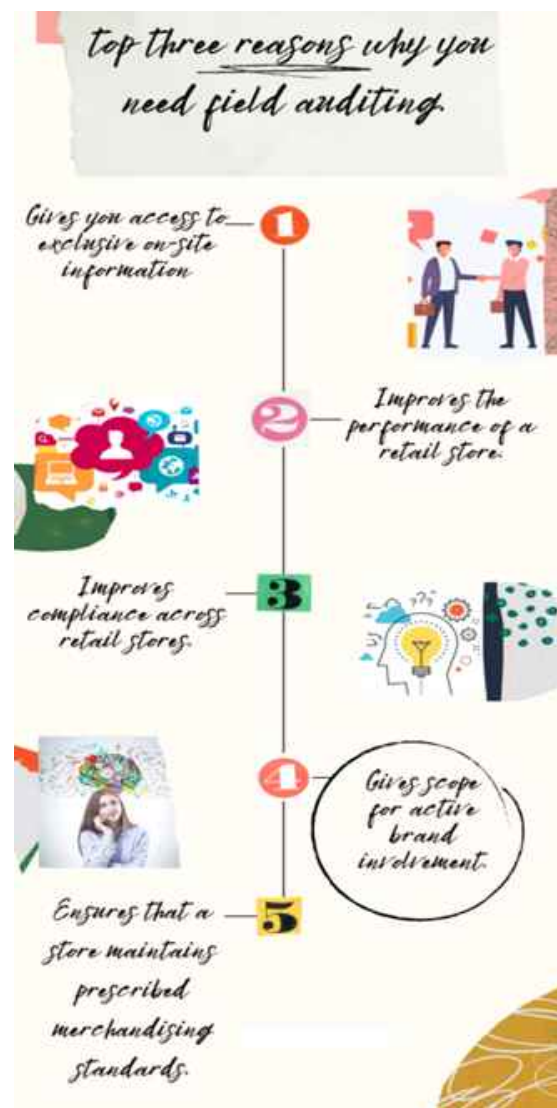 top three reasons why you
need field auditing.
Gives you access to
exclusive on-site
information
1
2
Improves the
performance of a
retail store.
Improves
compliance across
retail stores.
3
4
Gives scope
for active
brand
involvement.
Ensures that a
store maintains
prescribed
merchandising
standards.
5